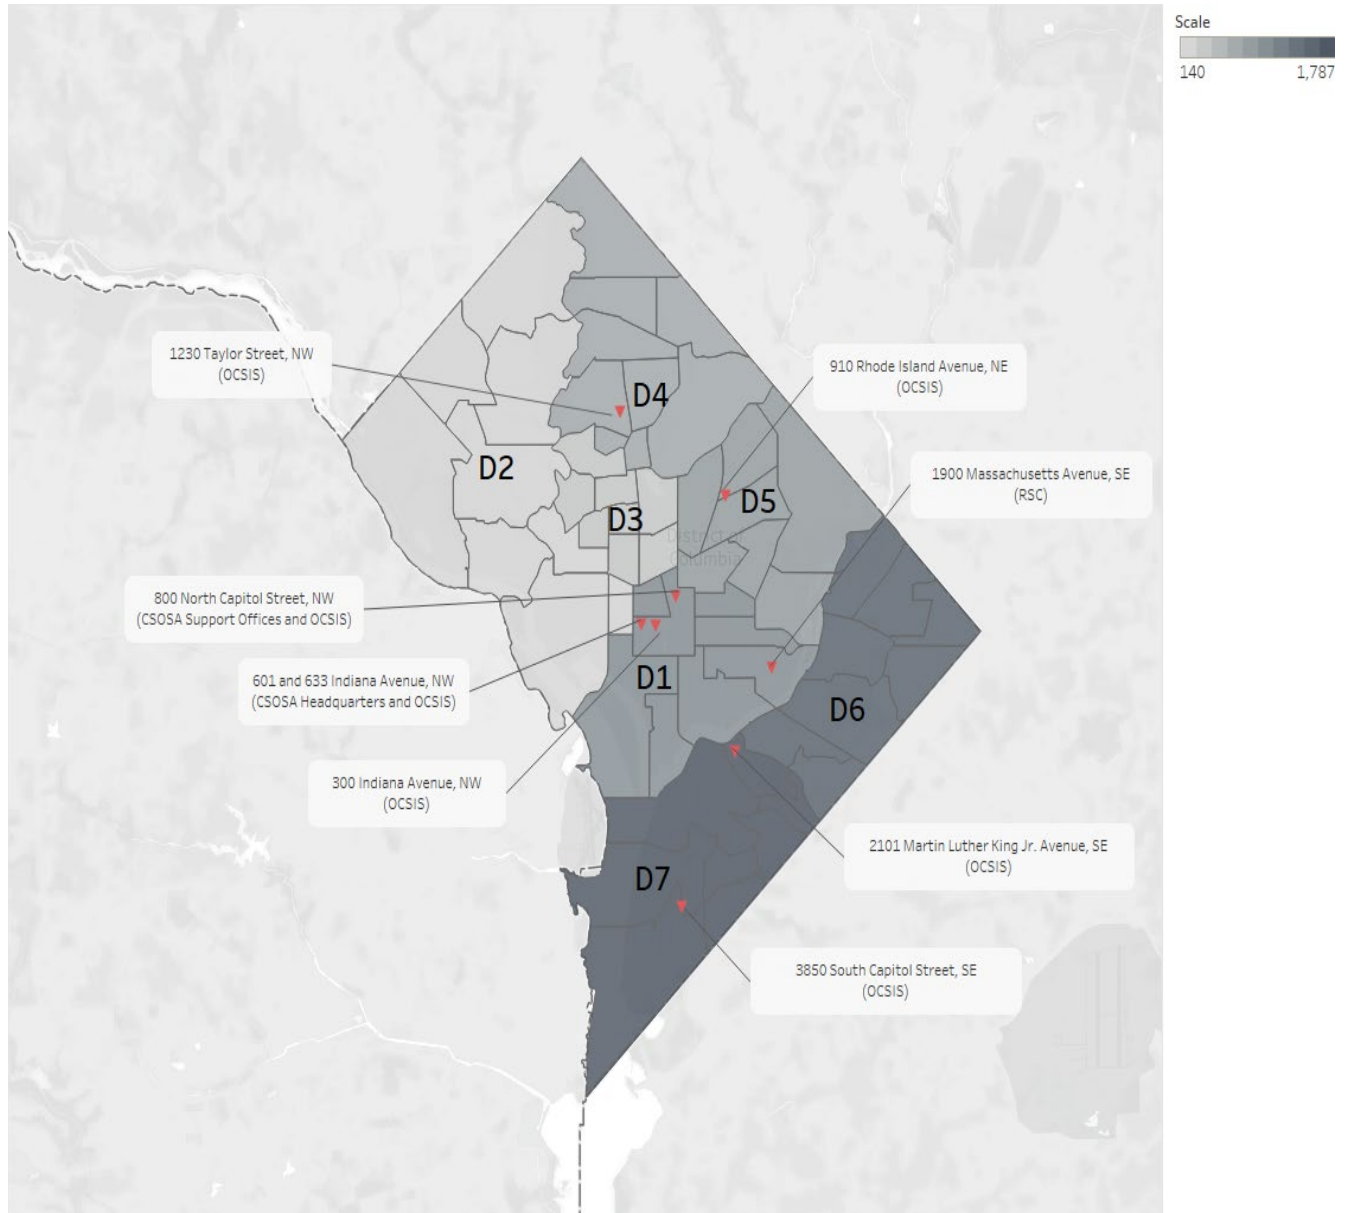 Scale
140 1,787
1230 Taylor Street, NW
(OCSIS)
D4
910 Rhode Island Avenue, NE
(OCSIS)
D2
1900 Massachusetts Avenue, SE
(RSC)
D5
D3
District of
Columbia
800 North Capitol Street, NW
(CSOSA Support Offices and OCSIS)
601 and 633 Indiana Avenue, NW
(CSOSA Headquarters and OCSIS)
D1
D6
300 Indiana Avenue, NW
(OCSIS)
2101 Martin Luther King Jr. Avenue, SE
(OCSIS)
D7
3850 South Capitol Street, SE
(OCSIS)